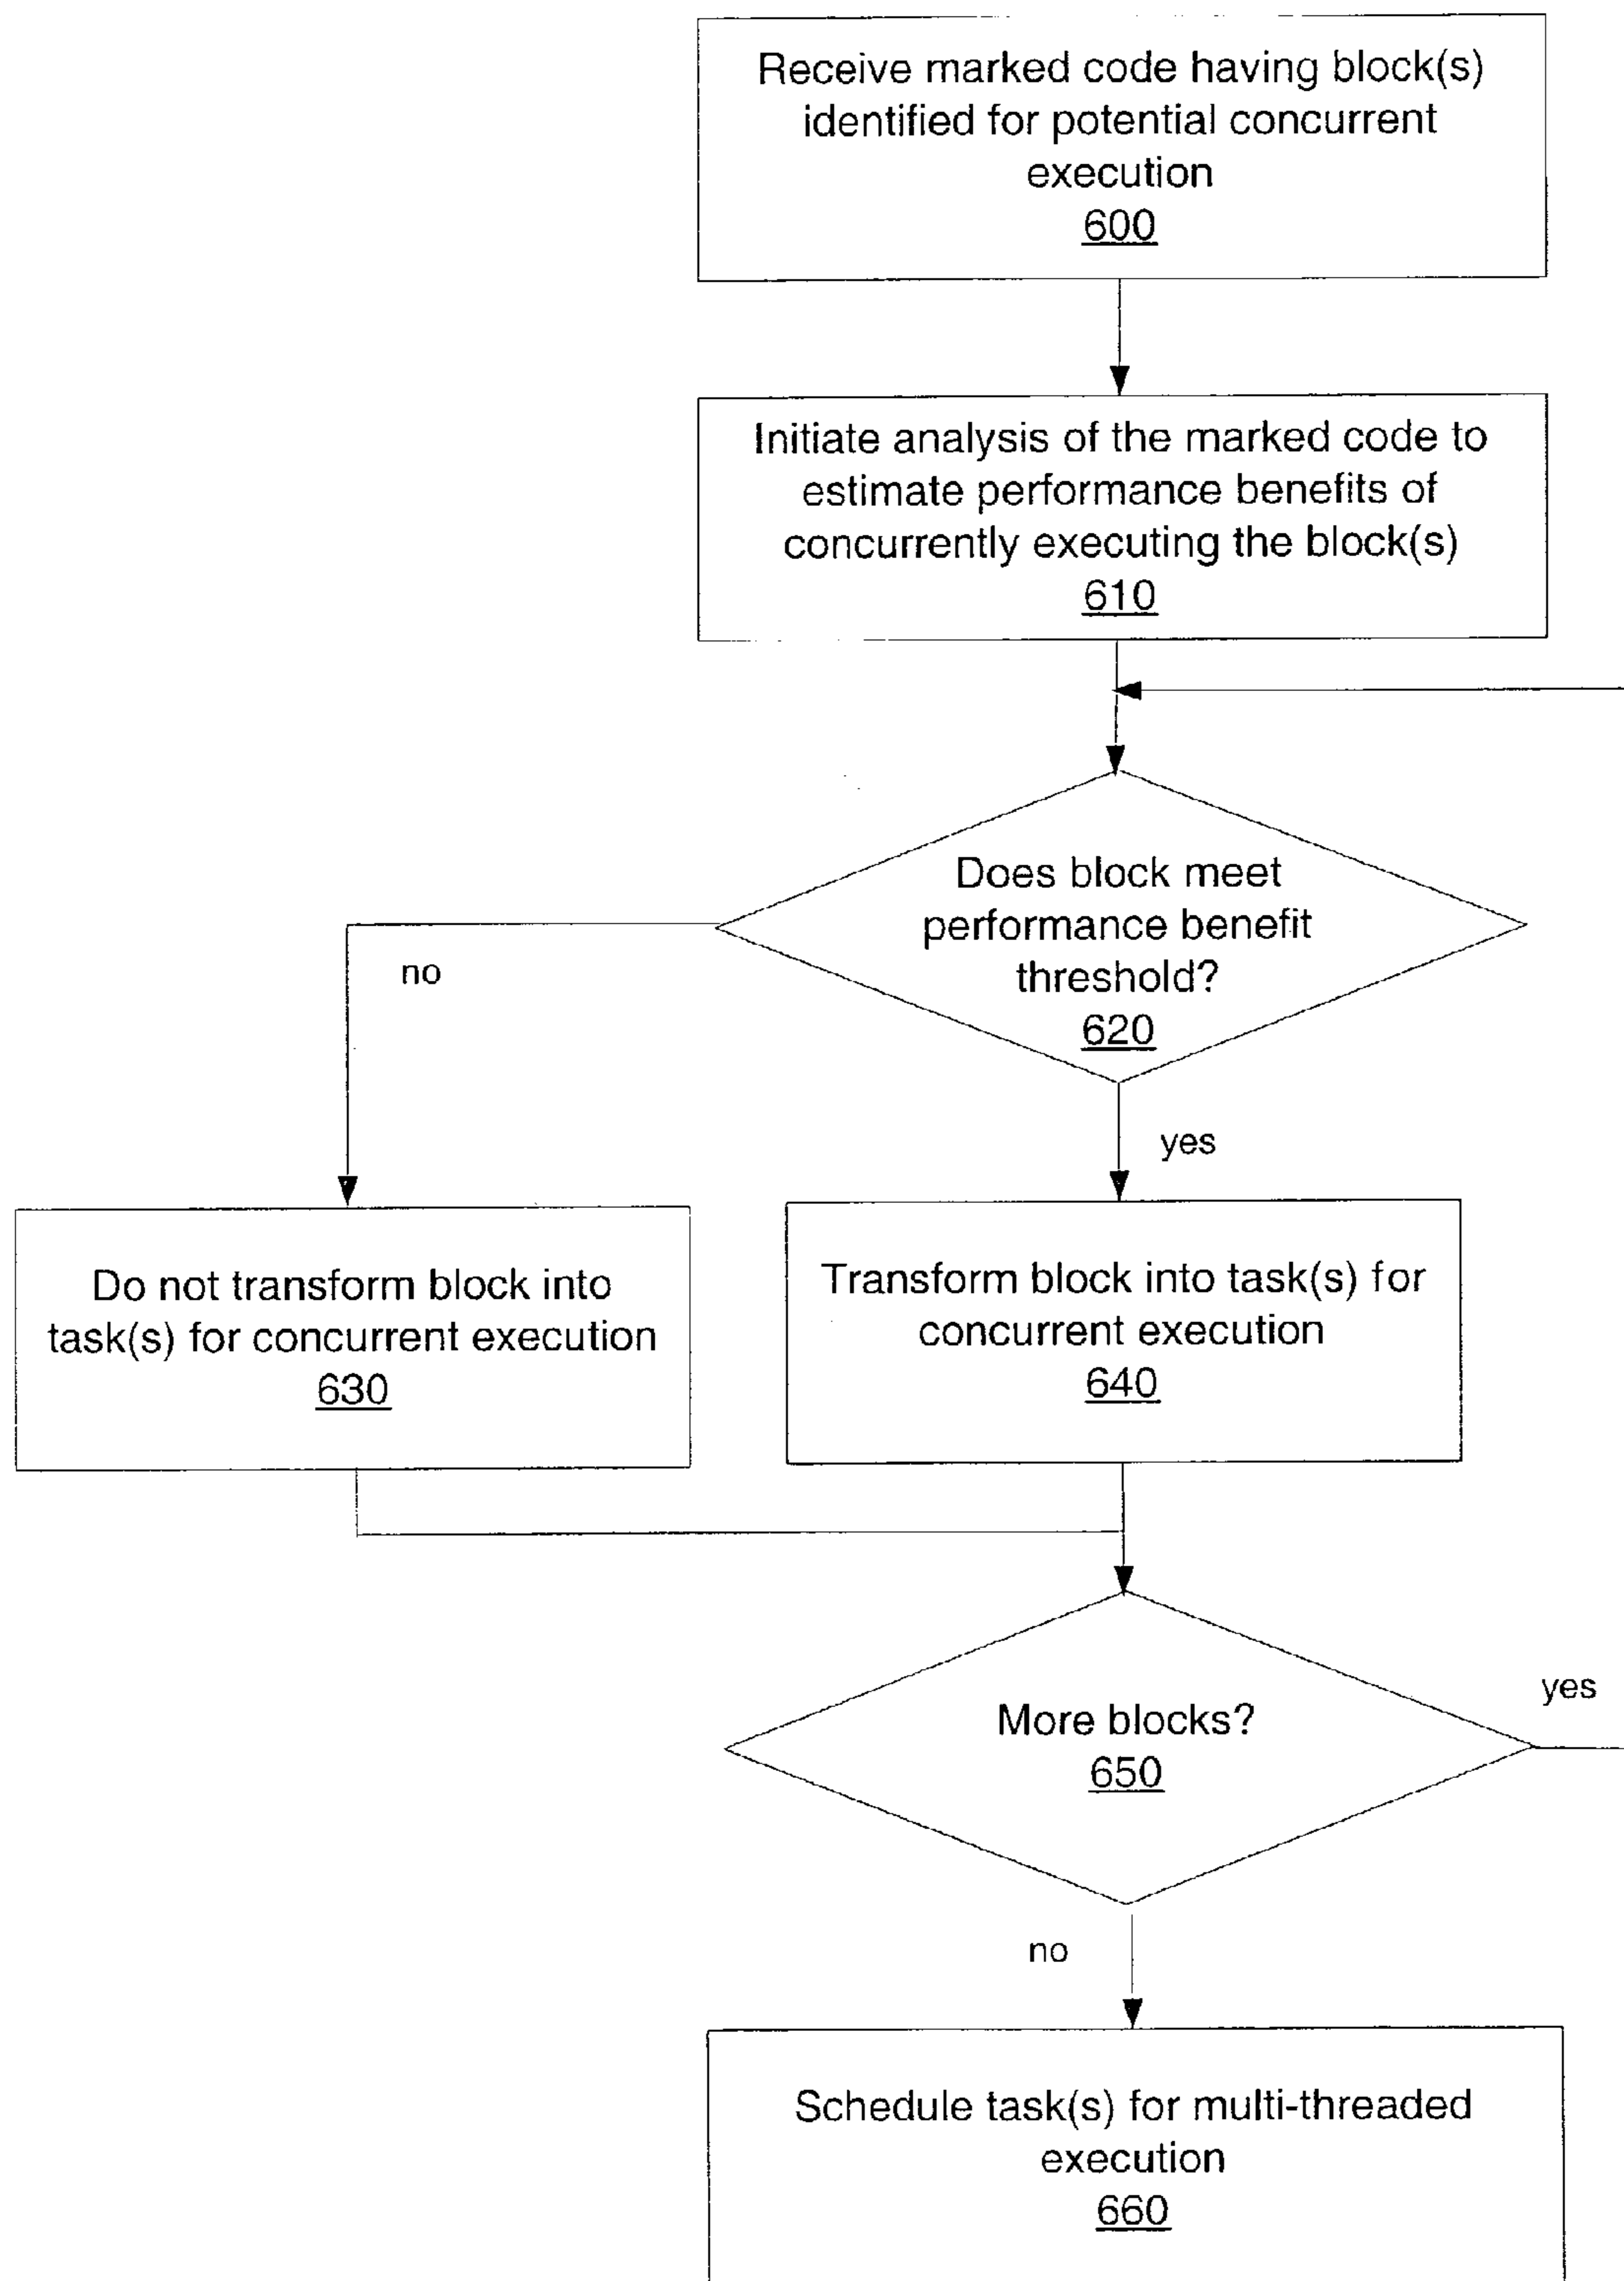 Receive marked code having block(s)
identified for potential concurrent
execution
600
Initiate analysis of the marked code to
estimate performance benefits of
concurrently executing the block(s)
610
Does block meet
performance benefit
threshold?
620
no
yes
Do not transform block into
task(s) for concurrent execution
630
Transform block into task(s) for
concurrent execution
640
More blocks?
650
yes
no
Schedule task(s) for multi-threaded
execution
660